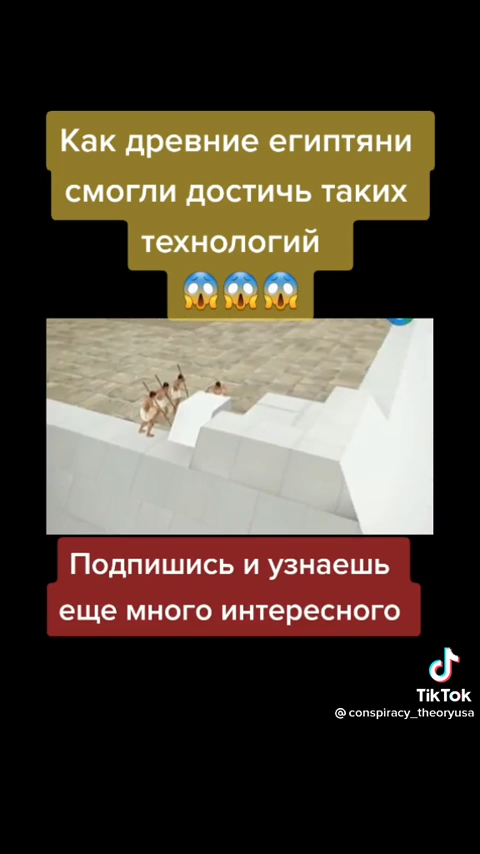 Как древние египтяни
смогли достичь таких
технологий
😱😱😱
Подпишись и узнаешь
еще много интересного
TikTok
@conspiracy_theoryusa